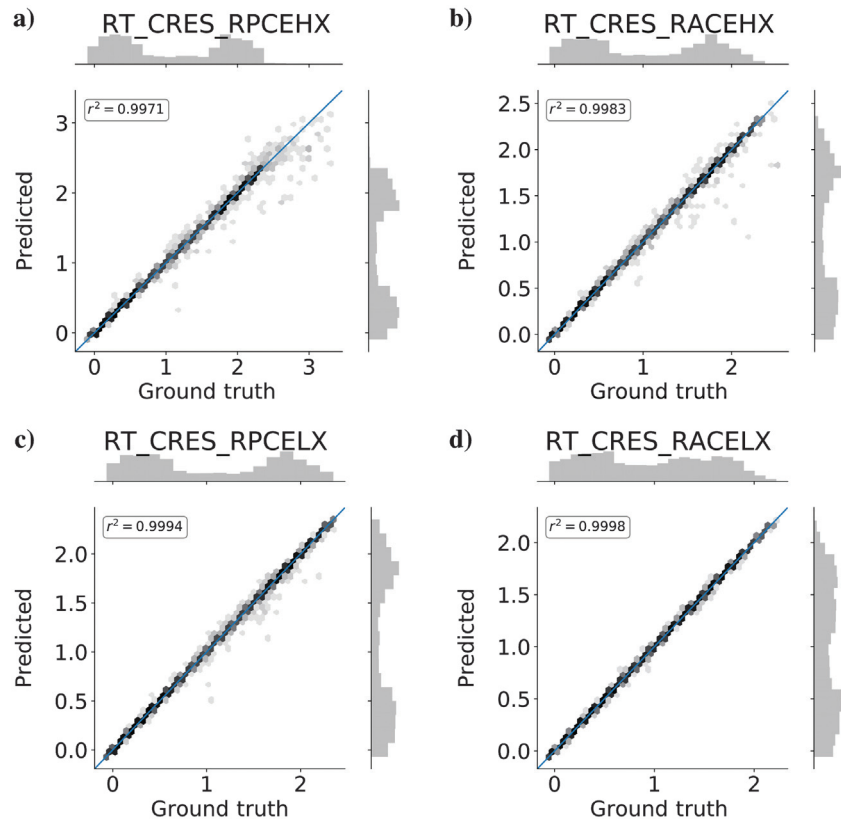 a)
RT_CRES_RPCEHX
r² = 0.9971
Predicted
3
2
1
0
0 1 2 3
Ground truth
b)
RT_CRES_RACEHX
r² = 0.9983
Predicted
2.5
2.0
1.5
1.0
0.5
0.0
0 1 2
Ground truth
c)
RT_CRES_RPCELX
r² = 0.9994
Predicted
2.0
1.5
1.0
0.5
0.0
0 1 2
Ground truth
d)
RT_CRES_RACELX
r² = 0.9998
Predicted
2.0
1.5
1.0
0.5
0.0
0 1 2
Ground truth